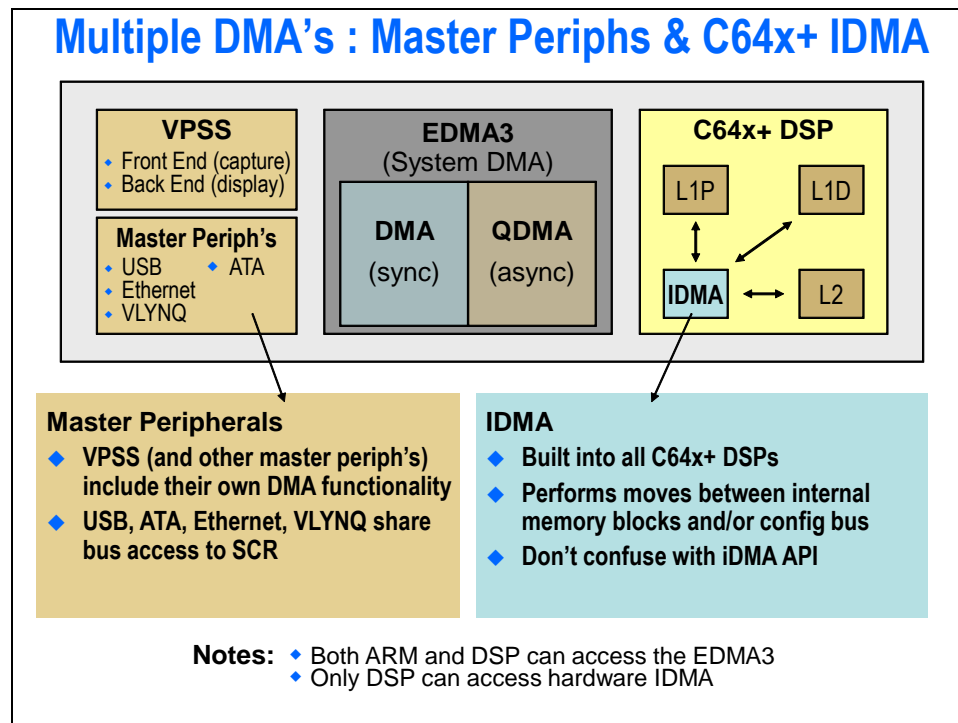 Multiple DMA's : Master Periphs & C64x+ IDMA
VPSS
◆ Front End (capture)
◆ Back End (display)
Master Periph's
◆ USB ◆ ATA
◆ Ethernet
◆ VLYNQ
EDMA3
(System DMA)
DMA
(sync)
QDMA
(async)
C64x+ DSP
L1P
L1D
IDMA
L2
Master Peripherals
◆ VPSS (and other master periph's)
include their own DMA functionality
◆ USB, ATA, Ethernet, VLYNQ share
bus access to SCR
IDMA
◆ Built into all C64x+ DSPs
◆ Performs moves between internal
memory blocks and/or config bus
◆ Don't confuse with iDMA API
Notes: ◆ Both ARM and DSP can access the EDMA3
◆ Only DSP can access hardware IDMA